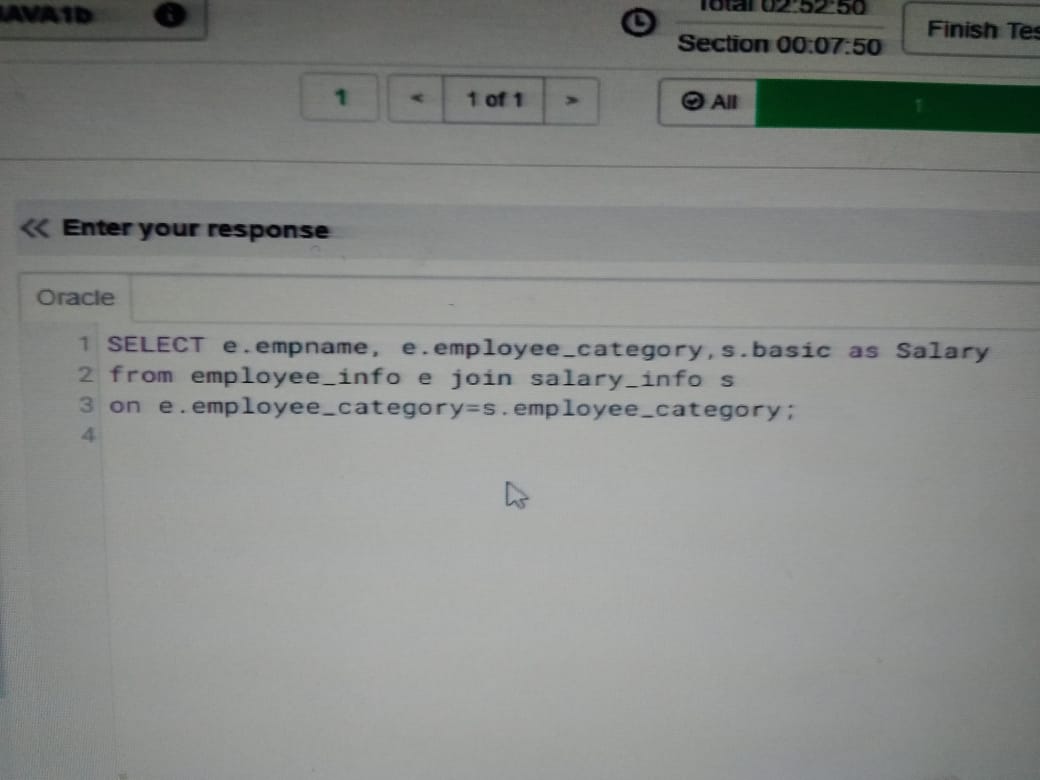 JAVA1b
Total 02:52:50
Section 00:07:50
Finish Tes
1
< 1 of 1 >
All
1
Enter your response
Oracle
1 SELECT e.empname, e.employee_category,s.basic as Salary
2 from employee_info e join salary_info s
3 on e.employee_category=s.employee_category;
4